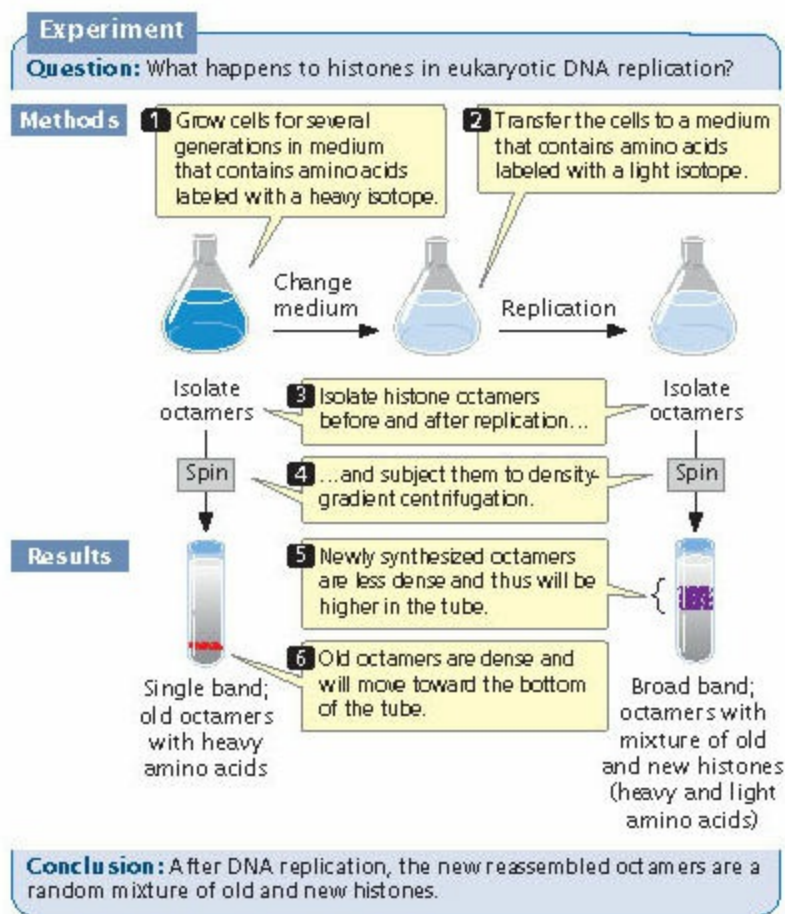 Experiment
Question: What happens to histones in eukaryotic DNA replication?
Methods
1 Grow cells for several
generations in medium
that contains amino acids
labeled with a heavy isotope.
2 Transfer the cells to a medium
that contains amino acids
labeled with a light isotope.
Change
medium
Replication
Isolate
octamers
3 Isolate histone octamers
before and after replication…
Isolate
octamers
Spin
4 …and subject them to density-
gradient centrifugation.
Spin
Results
5 Newly synthesized octamers
are less dense and thus will be
higher in the tube.
6 Old octamers are dense and
will move toward the bottom
of the tube.
Single band;
old octamers
with heavy
amino acids
Broad band;
octamers with
mixture of old
and new histones
(heavy and light
amino acids)
Conclusion: After DNA replication, the new reassembled octamers are a
random mixture of old and new histones.